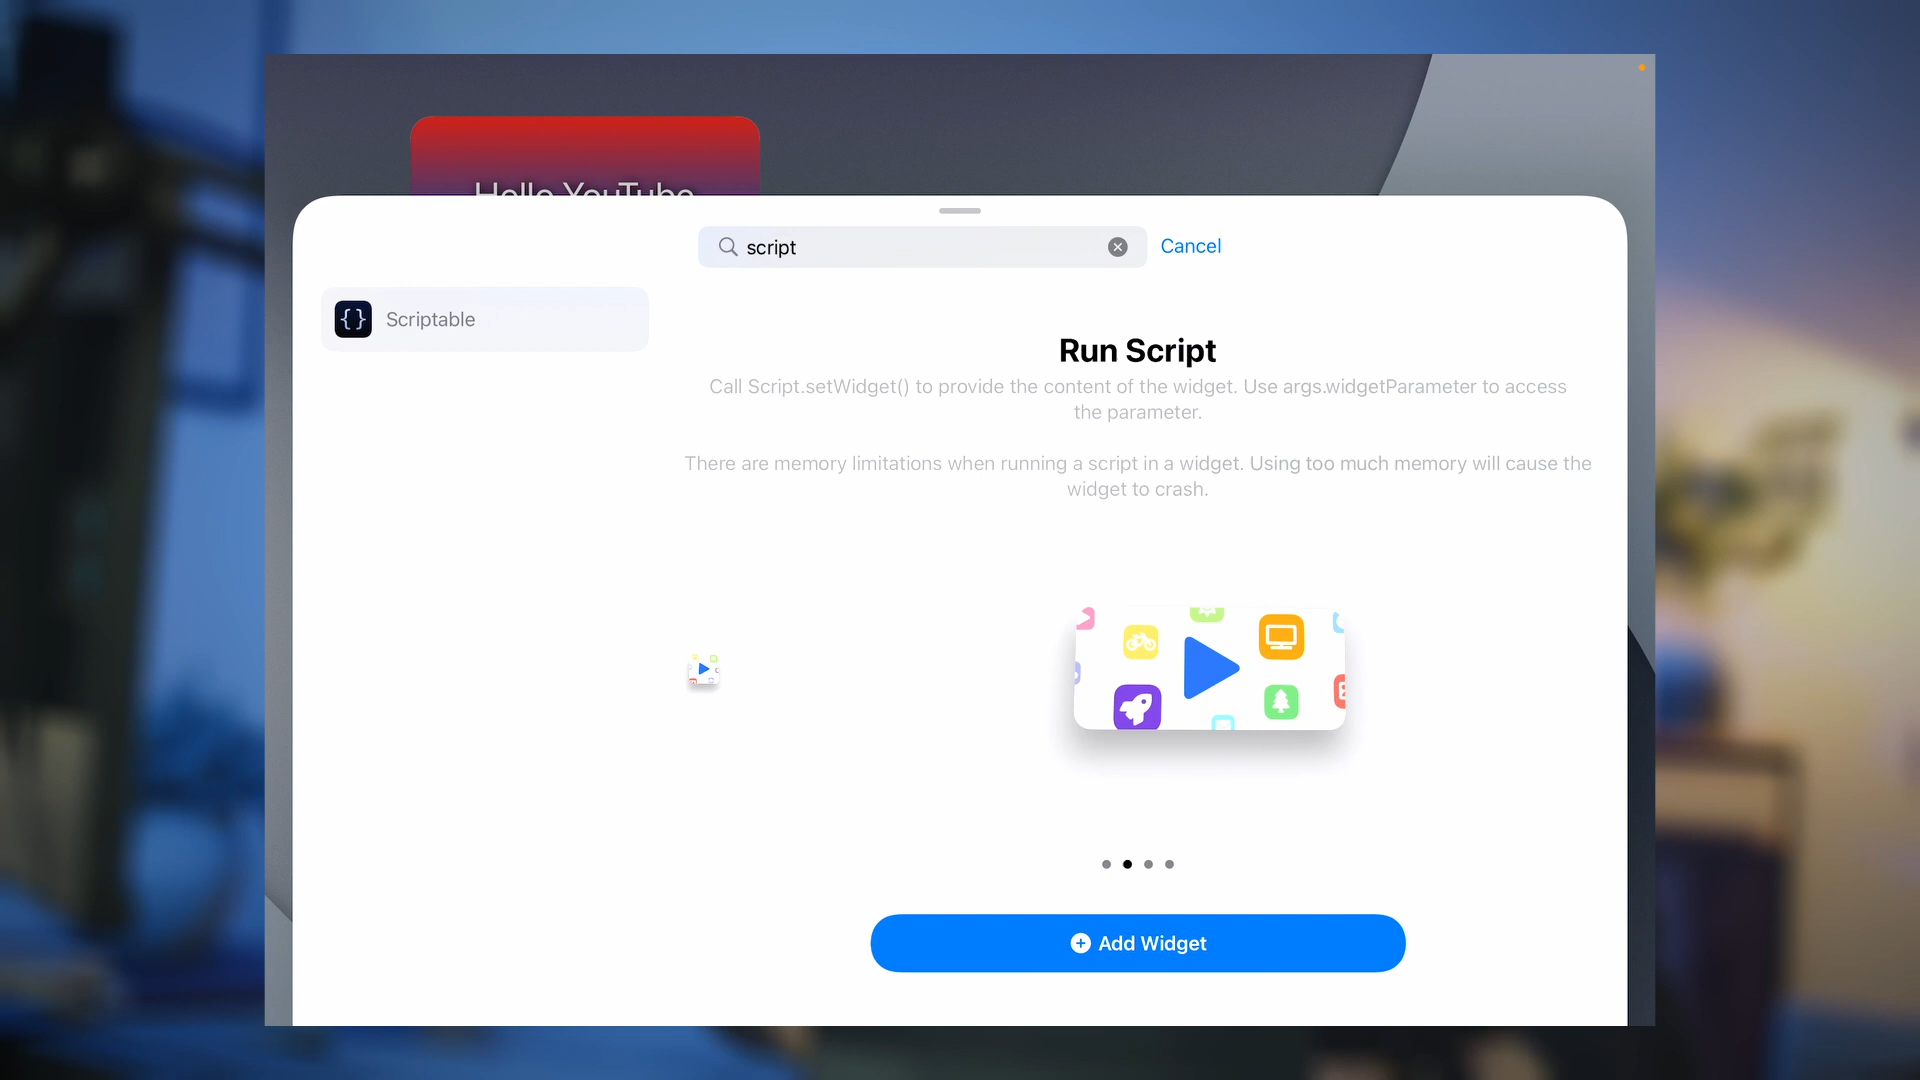 Hello YouTube
script
Cancel
{} Scriptable
Run Script
Call Script.setWidget() to provide the content of the widget. Use args.widgetParameter to access
the parameter.
There are memory limitations when running a script in a widget. Using too much memory will cause the
widget to crash.
Add Widget